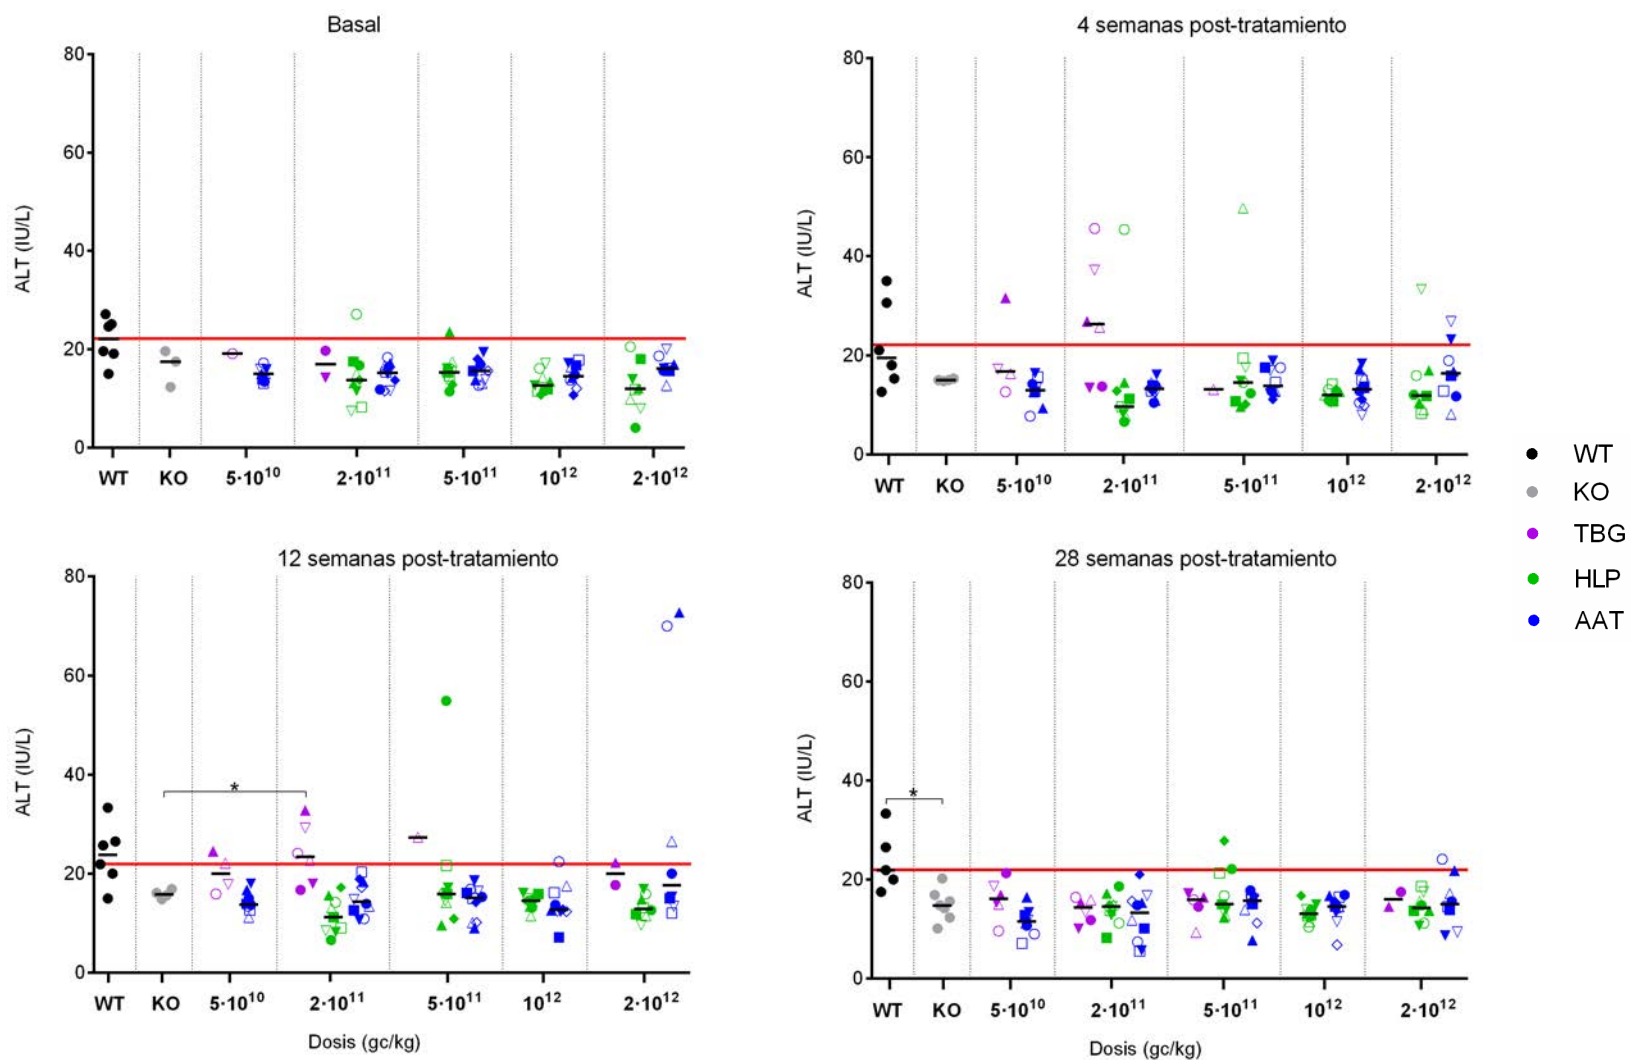 Basal
80
60
40
20
0
ALT (IU/L)
WT KO 5·10¹⁰ 2·10¹¹ 5·10¹¹ 10¹² 2·10¹²
4 semanas post-tratamiento
80
60
40
20
0
ALT (IU/L)
WT KO 5·10¹⁰ 2·10¹¹ 5·10¹¹ 10¹² 2·10¹²
WT
KO
TBG
HLP
AAT
12 semanas post-tratamiento
80
60
40
20
0
ALT (IU/L)
*
WT KO 5·10¹⁰ 2·10¹¹ 5·10¹¹ 10¹² 2·10¹²
Dosis (gc/kg)
28 semanas post-tratamiento
80
60
40
20
0
ALT (IU/L)
*
WT KO 5·10¹⁰ 2·10¹¹ 5·10¹¹ 10¹² 2·10¹²
Dosis (gc/kg)